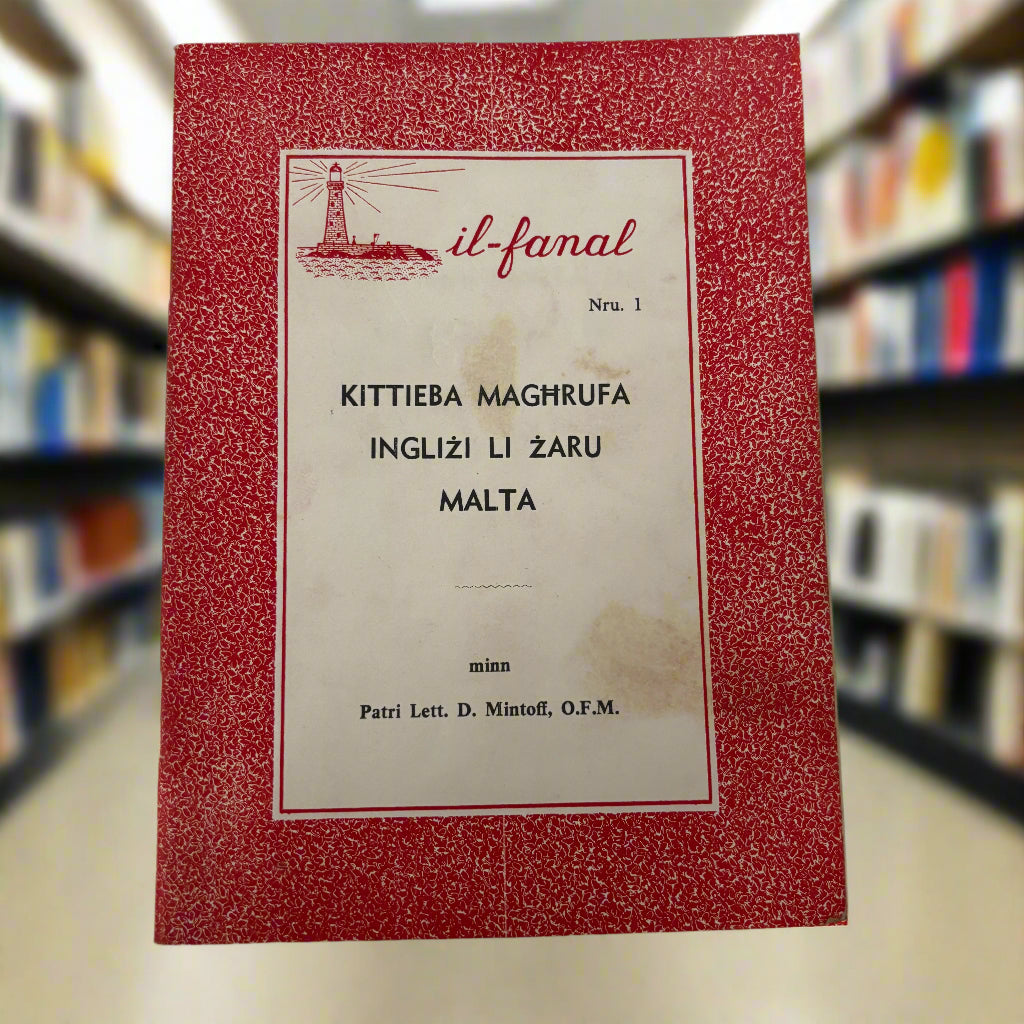 il-fanal
Nru. 1
KITTIEBA MAGĦRUFA
INGLIŻI LI ŻARU
MALTA
minn
Patri Lett. D. Mintoff, O.F.M.